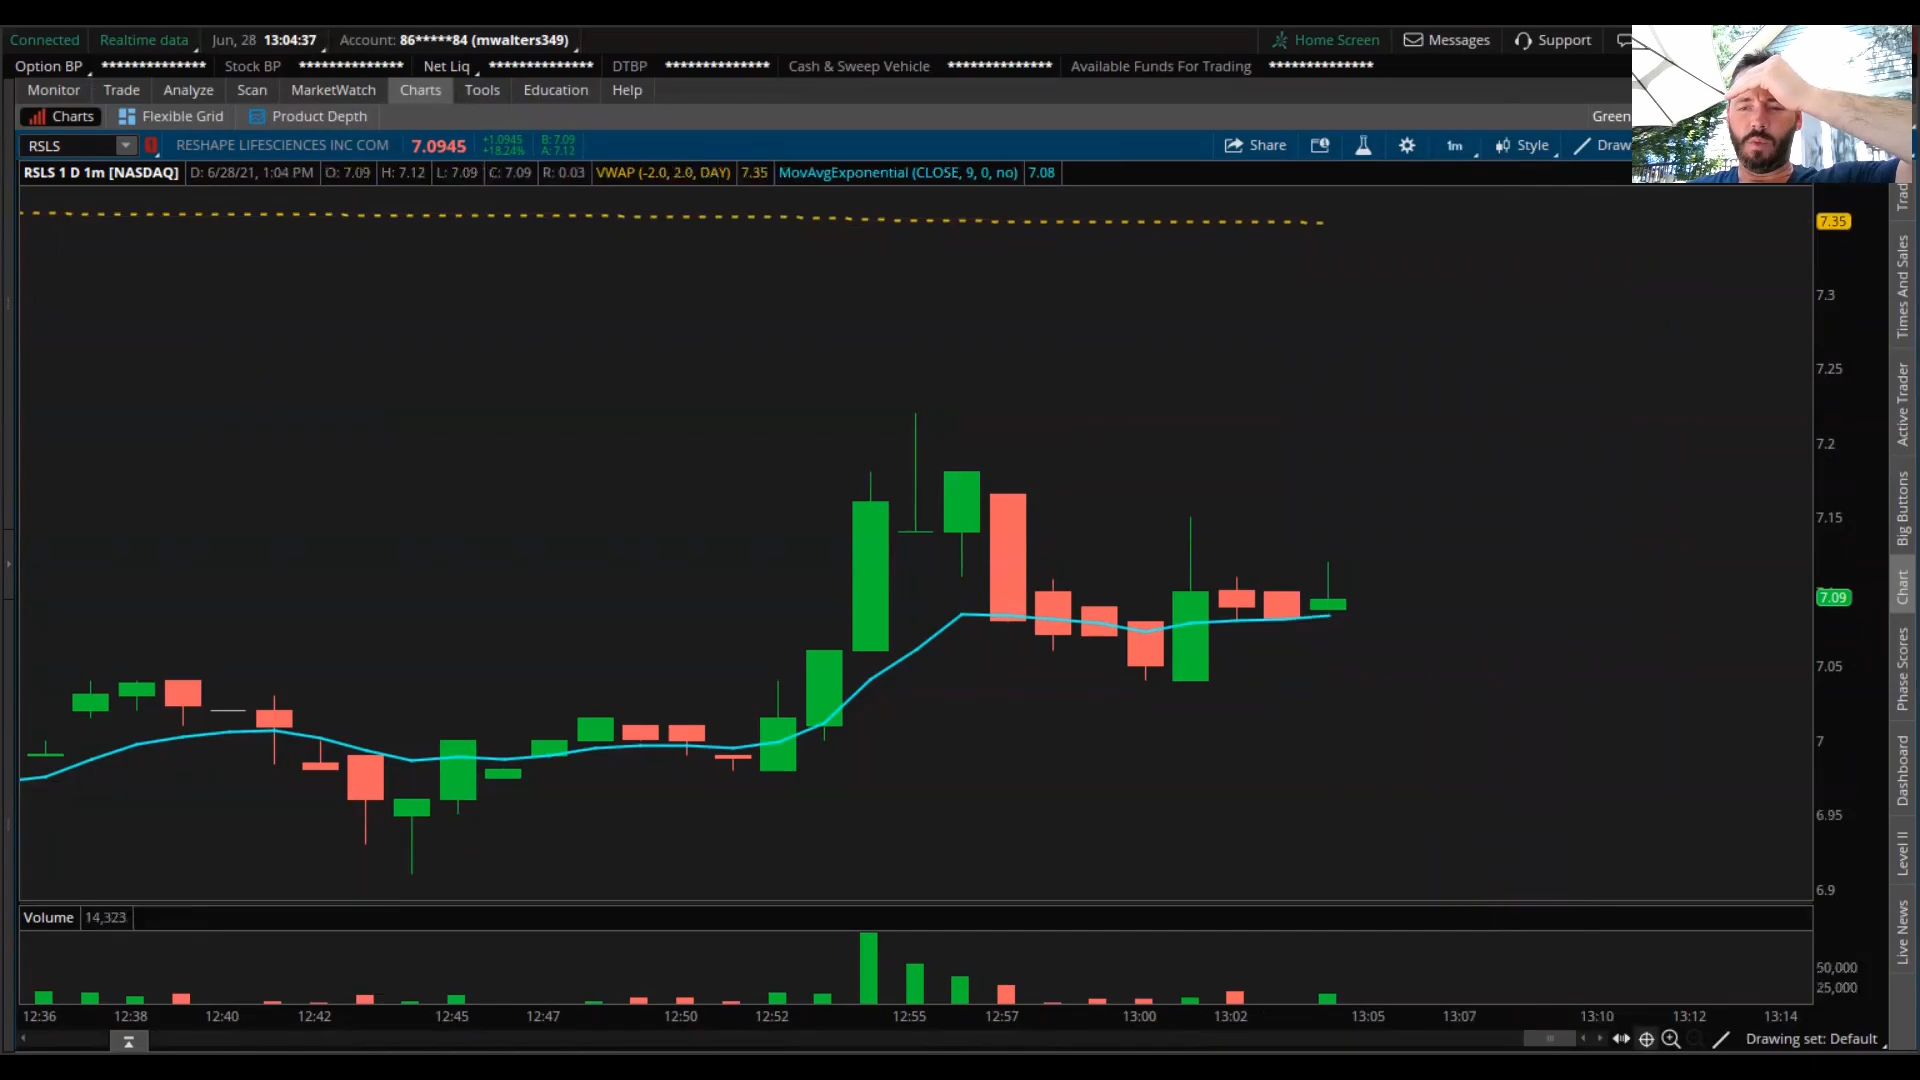 Connected Realtime data Jun, 28 13:04:37 Account: 86*****84 (mwalters349) Home Screen Messages Support
Option BP ************** Stock BP ************** Net Liq ************** DTBP ************** Cash & Sweep Vehicle ************** Available Funds For Trading **************
Monitor Trade Analyze Scan MarketWatch Charts Tools Education Help
Charts Flexible Grid Product Depth Green
RSLS RESHAPE LIFESCIENCES INC COM 7.0945 +1.0945 B: 7.09 Share 1m Style Draw
+18.24% A: 7.12
RSLS 1 D 1m [NASDAQ] D: 6/28/21, 1:04 PM O: 7.09 H: 7.12 L: 7.09 C: 7.09 R: 0.03 VWAP (-2.0, 2.0, DAY) 7.35 MovAvgExponential (CLOSE, 9, 0, no) 7.08
7.35
7.3
7.25
7.2
7.15
7.09
7.05
7
6.95
6.9
Volume 14,323
50,000
25,000
12:36 12:38 12:40 12:42 12:45 12:47 12:50 12:52 12:55 12:57 13:00 13:02 13:05 13:07 13:10 13:12 13:14
Drawing set: Default
Trad
Times And Sales
Active Trader
Big Buttons
Chart
Phase Scores
Dashboard
Level II
Live News